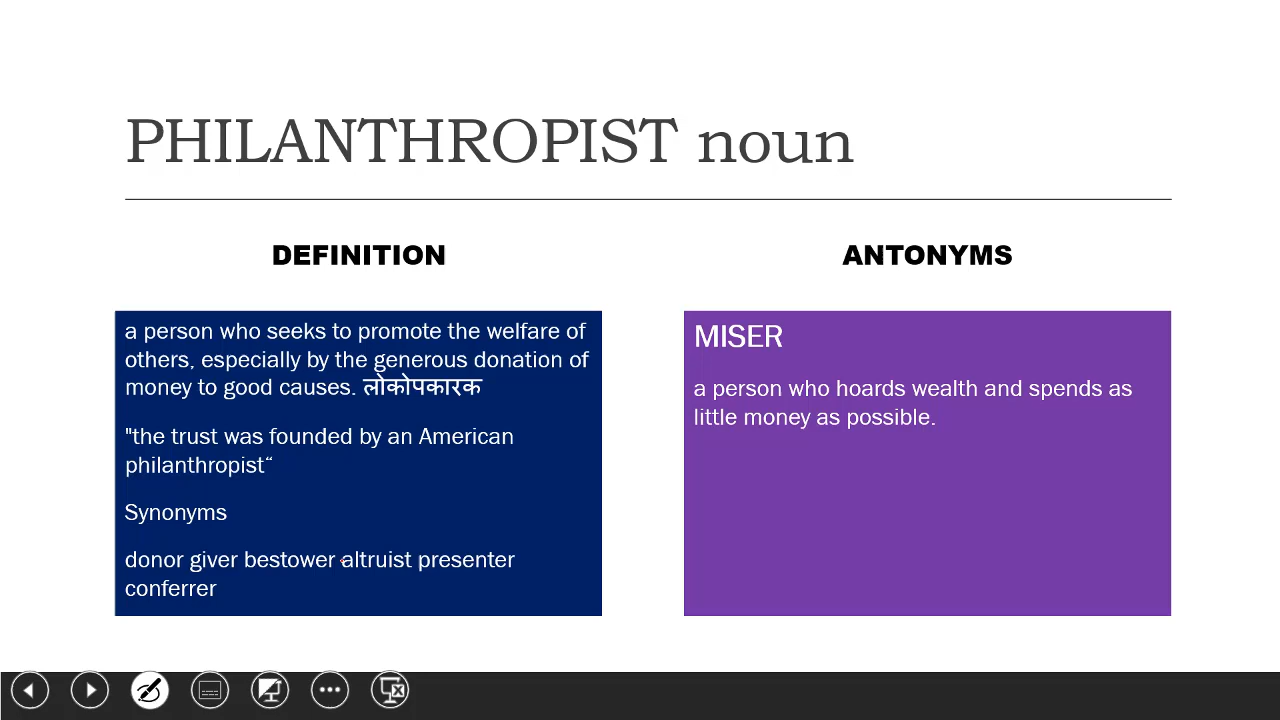 PHILANTHROPIST noun
DEFINITION
a person who seeks to promote the welfare of
others, especially by the generous donation of
money to good causes. लोकोपकारक
"the trust was founded by an American
philanthropist“
Synonyms
donor giver bestower altruist presenter
conferrer
ANTONYMS
MISER
a person who hoards wealth and spends as
little money as possible.